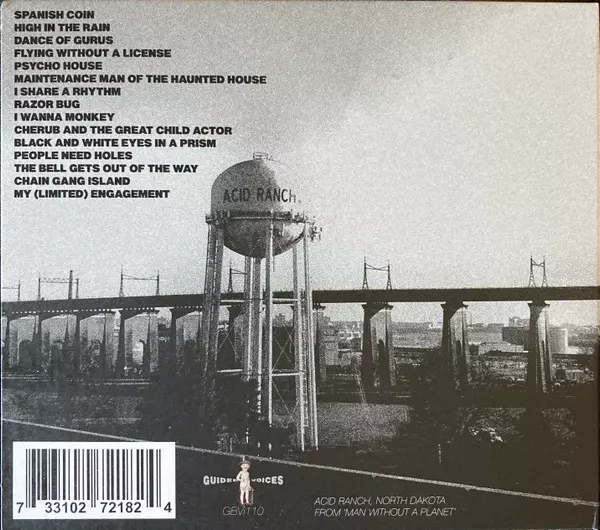 SPANISH COIN
HIGH IN THE RAIN
DANCE OF GURUS
FLYING WITHOUT A LICENSE
PSYCHO HOUSE
MAINTENANCE MAN OF THE HAUNTED HOUSE
I SHARE A RHYTHM
RAZOR BUG
I WANNA MONKEY
CHERUB AND THE GREAT CHILD ACTOR
BLACK AND WHITE EYES IN A PRISM
PEOPLE NEED HOLES
THE BELL GETS OUT OF THE WAY
CHAIN GANG ISLAND
MY (LIMITED) ENGAGEMENT
ACID RANCH
7 33102 72182 4
GUIDED VOICES
GBVI110
ACID RANCH, NORTH DAKOTA
FROM 'MAN WITHOUT A PLANET'